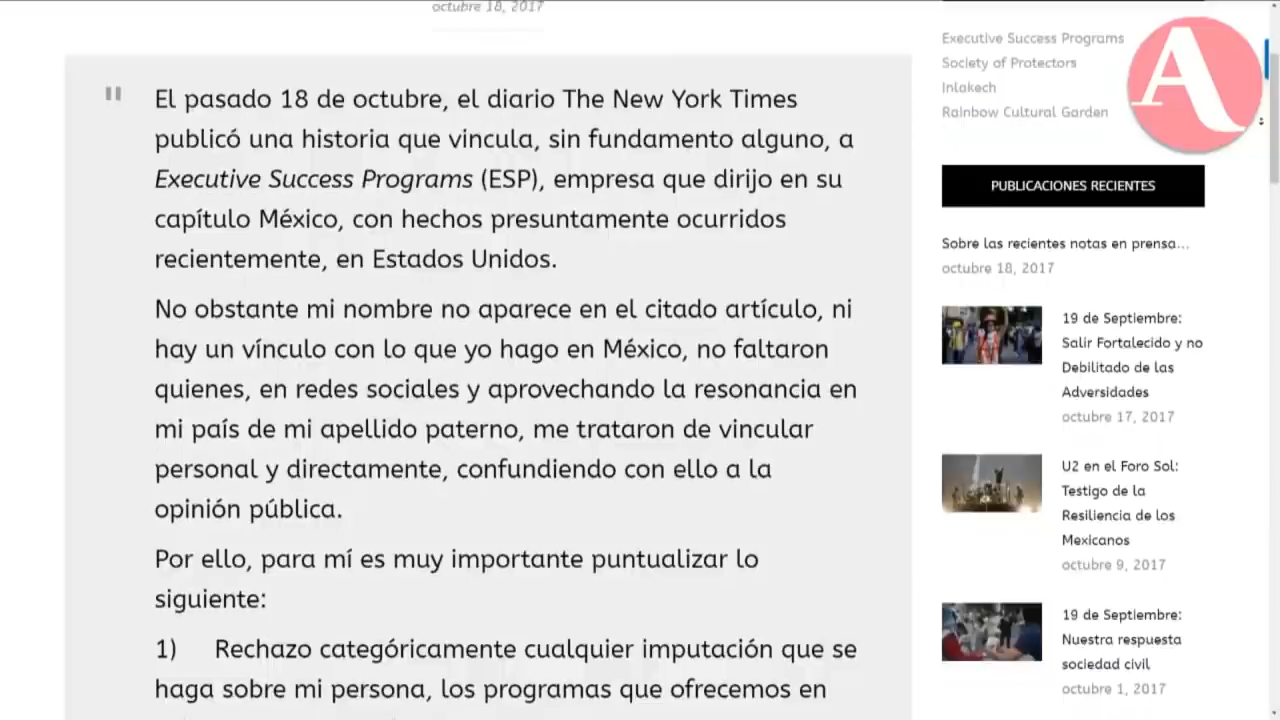 octubre 18, 2017
"
El pasado 18 de octubre, el diario The New York Times
publicó una historia que vincula, sin fundamento alguno, a
Executive Success Programs (ESP), empresa que dirijo en su
capítulo México, con hechos presuntamente ocurridos
recientemente, en Estados Unidos.
No obstante mi nombre no aparece en el citado artículo, ni
hay un vínculo con lo que yo hago en México, no faltaron
quienes, en redes sociales y aprovechando la resonancia en
mi país de mi apellido paterno, me trataron de vincular
personal y directamente, confundiendo con ello a la
opinión pública.
Por ello, para mí es muy importante puntualizar lo
siguiente:
1) Rechazo categóricamente cualquier imputación que se
haga sobre mi persona, los programas que ofrecemos en
Executive Success Programs
Society of Protectors
Inlakech
Rainbow Cultural Garden
A
PUBLICACIONES RECIENTES
Sobre las recientes notas en prensa...
octubre 18, 2017
19 de Septiembre:
Salir Fortalecido y no
Debilitado de las
Adversidades
octubre 17, 2017
U2 en el Foro Sol:
Testigo de la
Resiliencia de los
Mexicanos
octubre 9, 2017
19 de Septiembre:
Nuestra respuesta
sociedad civil
octubre 1, 2017